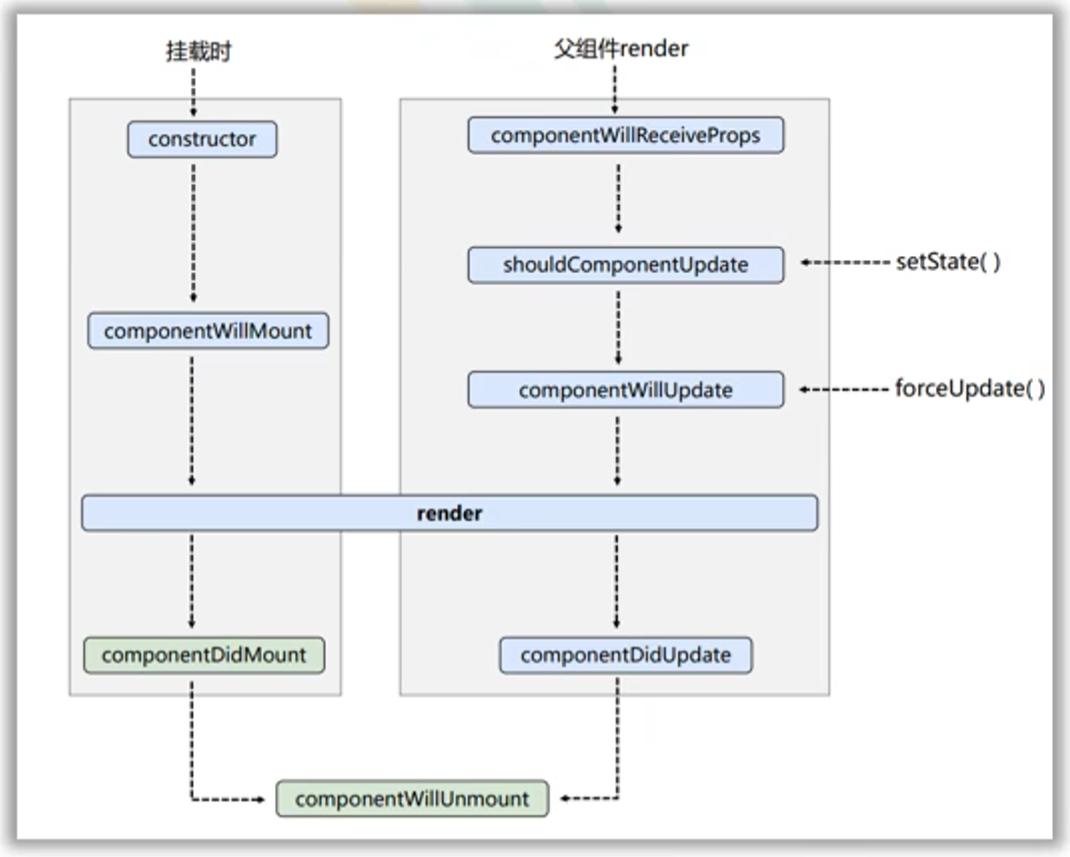 挂载时
constructor
componentWillMount
父组件render
componentWillReceiveProps
shouldComponentUpdate
setState( )
componentWillUpdate
forceUpdate( )
render
componentDidMount
componentDidUpdate
componentWillUnmount